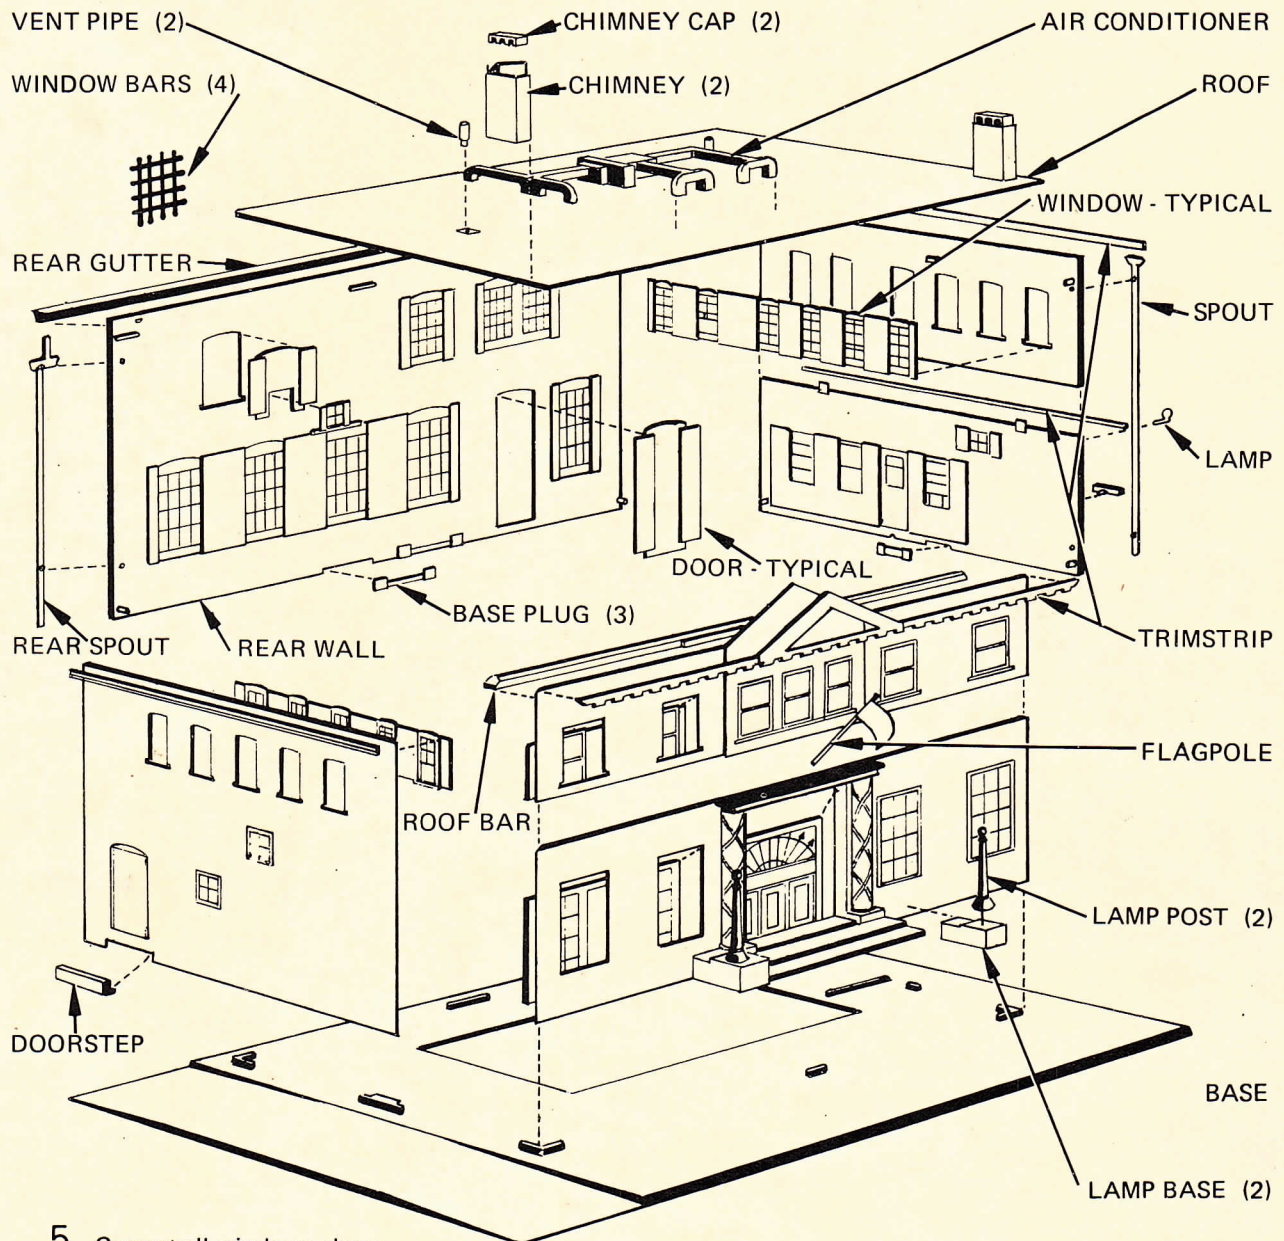 VENT PIPE (2)
CHIMNEY CAP (2)
AIR CONDITIONER
WINDOW BARS (4)
CHIMNEY (2)
ROOF
WINDOW - TYPICAL
REAR GUTTER
SPOUT
LAMP
DOOR - TYPICAL
BASE PLUG (3)
REAR SPOUT
REAR WALL
TRIMSTRIP
FLAGPOLE
ROOF BAR
LAMP POST (2)
DOORSTEP
BASE
LAMP BASE (2)
5